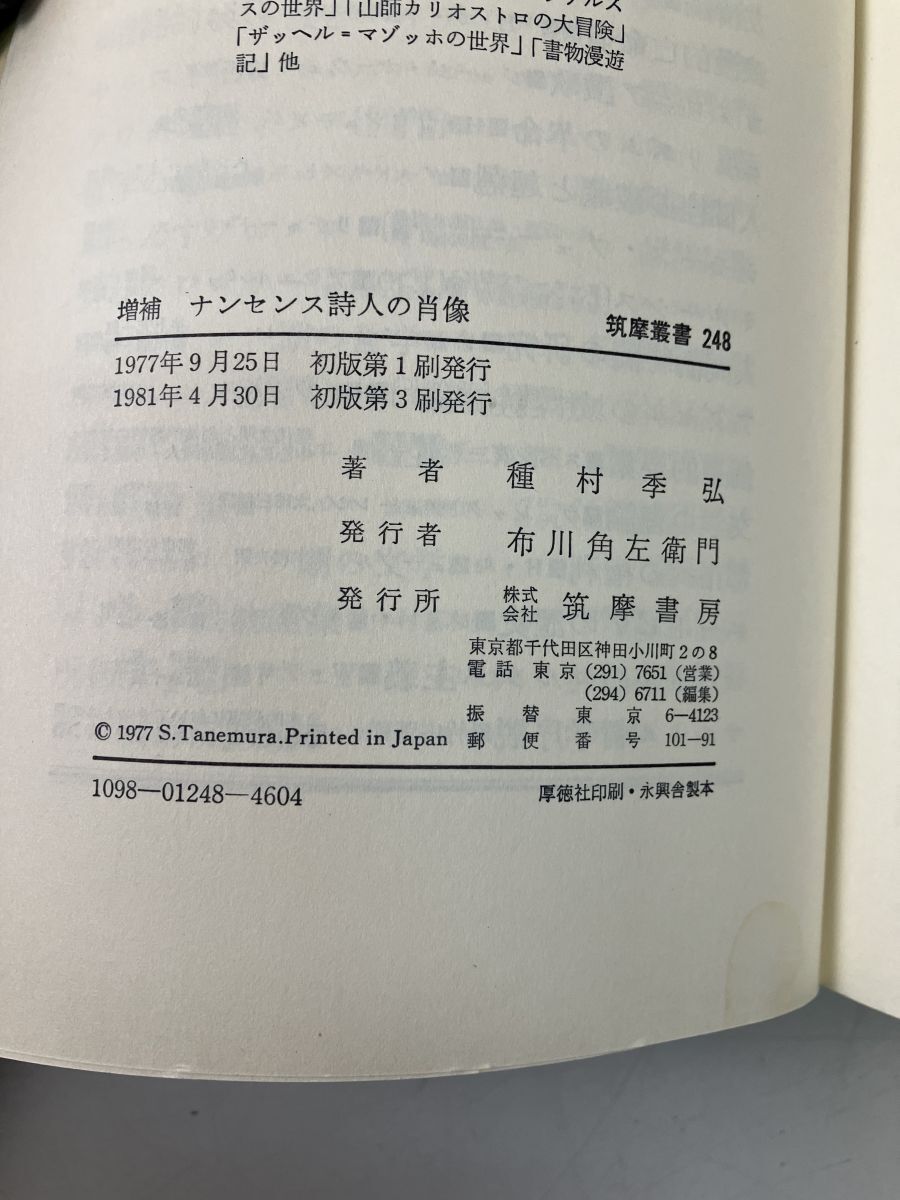 スの世界」「山師カリオストロの大冒険」
「ザッヘル＝マゾッホの世界」「書物漫遊
記」他
増補 ナンセンス詩人の肖像 筑摩叢書 248
1977年9月25日 初版第1刷発行
1981年4月30日 初版第3刷発行
著者 種村季弘
発行者 布川角左衛門
発行所 株式会社 筑摩書房
東京都千代田区神田小川町2の8
電話 東京 (291) 7651 (営業)
(294) 6711 (編集)
振替東京 6—4123
© 1977 S.Tanemura.Printed in Japan 郵便番号 101—91
1098—01248—4604 厚徳社印刷・永興舎製本